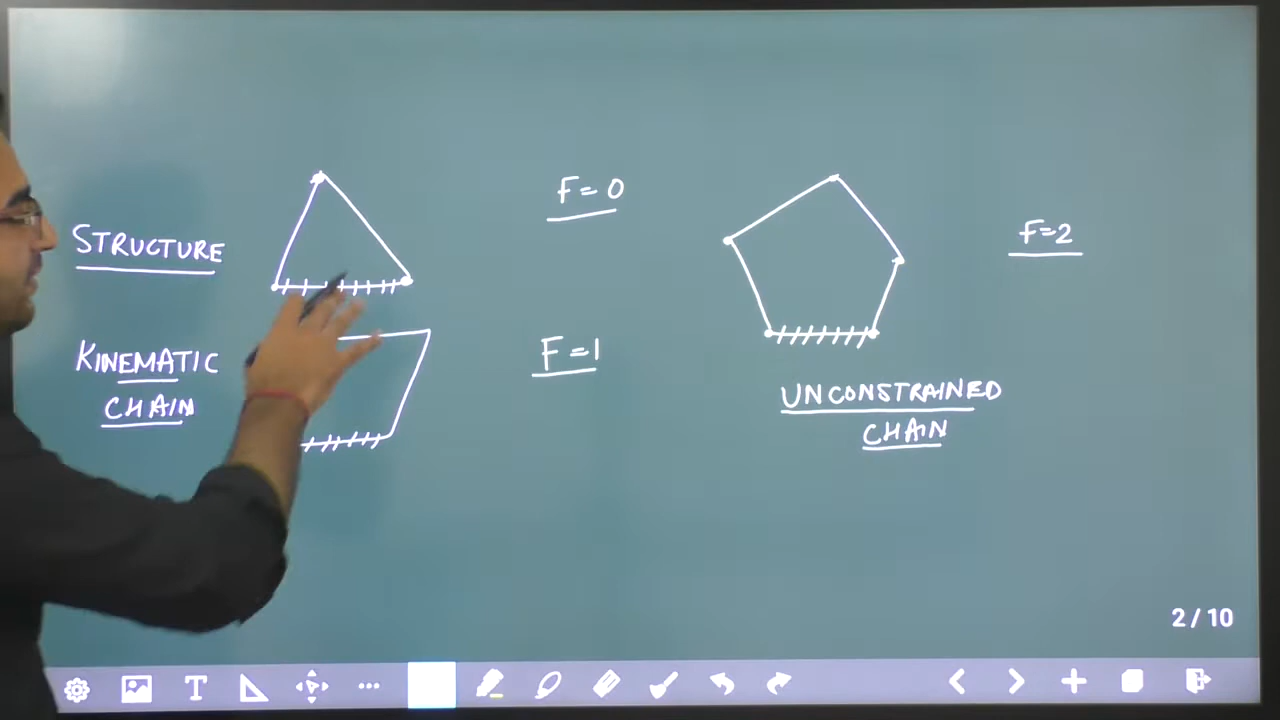 STRUCTURE
F=0
KINEMATIC
CHAIN
F=1
F=2
UNCONSTRAINED
CHAIN
2/10
T